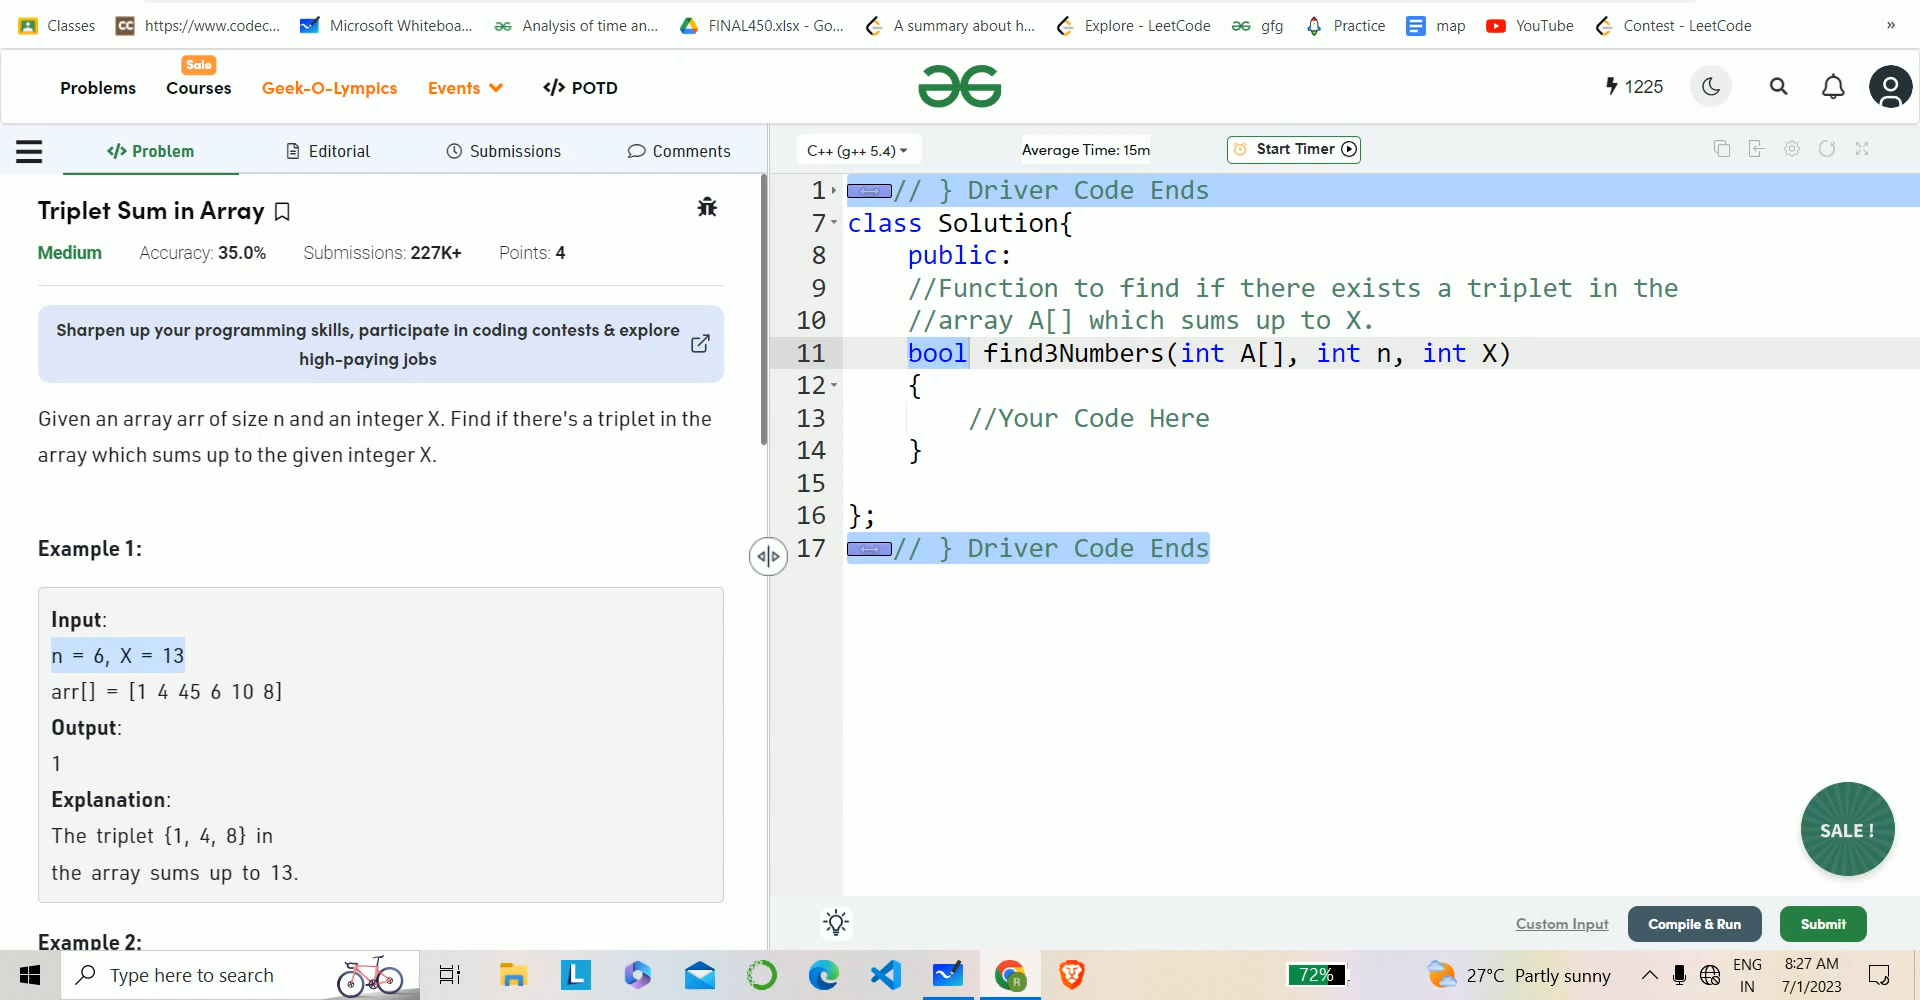 Classes https://www.codec... Microsoft Whiteboa... Analysis of time an... FINAL450.xlsx - Go... A summary about h... Explore - LeetCode gfg Practice map YouTube Contest - LeetCode »
Sale
Problems Courses Geek-O-Lympics Events </> POTD 1225
</> Problem Editorial Submissions Comments
Triplet Sum in Array
Medium Accuracy: 35.0% Submissions: 227K+ Points: 4
Sharpen up your programming skills, participate in coding contests & explore
high-paying jobs
Given an array arr of size n and an integer X. Find if there's a triplet in the
array which sums up to the given integer X.
Example 1:
Input:
n = 6, X = 13
arr[] = [1 4 45 6 10 8]
Output:
1
Explanation:
The triplet {1, 4, 8} in
the array sums up to 13.
Example 2:
C++ (g++ 5.4) Average Time: 15m Start Timer
1 // } Driver Code Ends
7 class Solution{
8 public:
9 //Function to find if there exists a triplet in the
10 //array A[] which sums up to X.
11 bool find3Numbers(int A[], int n, int X)
12 {
13 //Your Code Here
14 }
15
16 };
17 // } Driver Code Ends
SALE !
Custom Input Compile & Run Submit
Type here to search L R 72% 27°C Partly sunny ENG IN 8:27 AM 7/1/2023